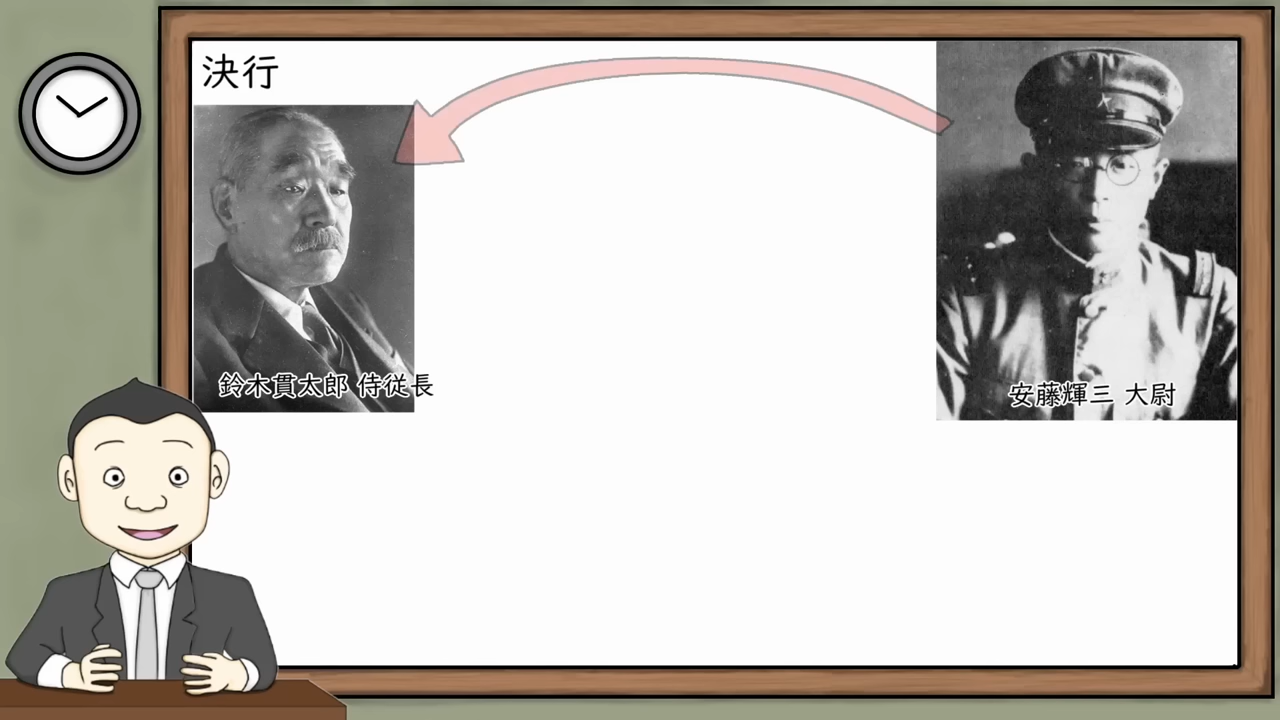 決行
鈴木貫太郎 侍従長
安藤輝三 大尉